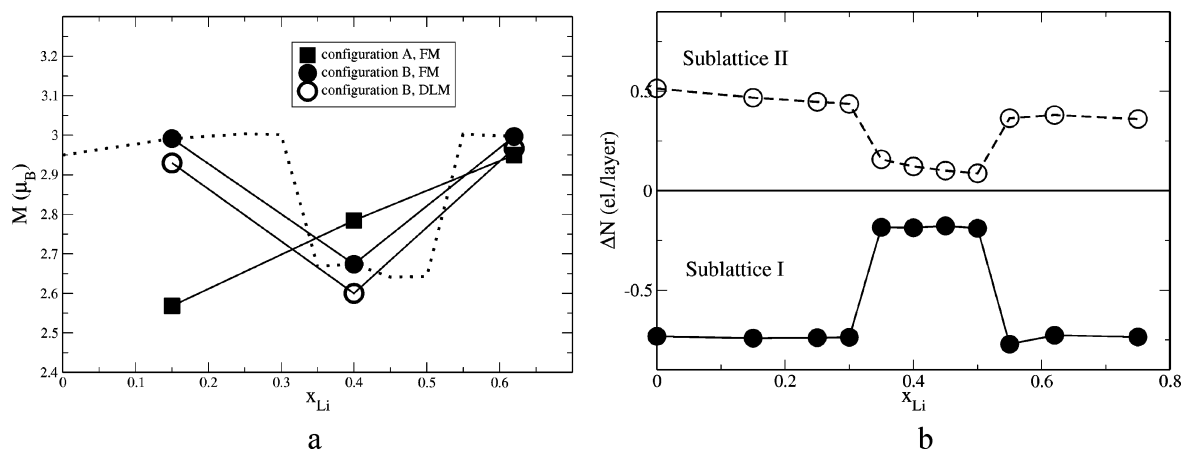 3.2
3.1
3
2.9
2.8
2.7
2.6
2.5
2.4
M (μB)
configuration A, FM
configuration B, FM
configuration B, DLM
0
0.1
0.2
0.3
0.4
0.5
0.6
xLi
a
Sublattice II
0.5
0
ΔN (el./layer)
Sublattice I
-0.5
0
0.2
0.4
0.6
0.8
xLi
b